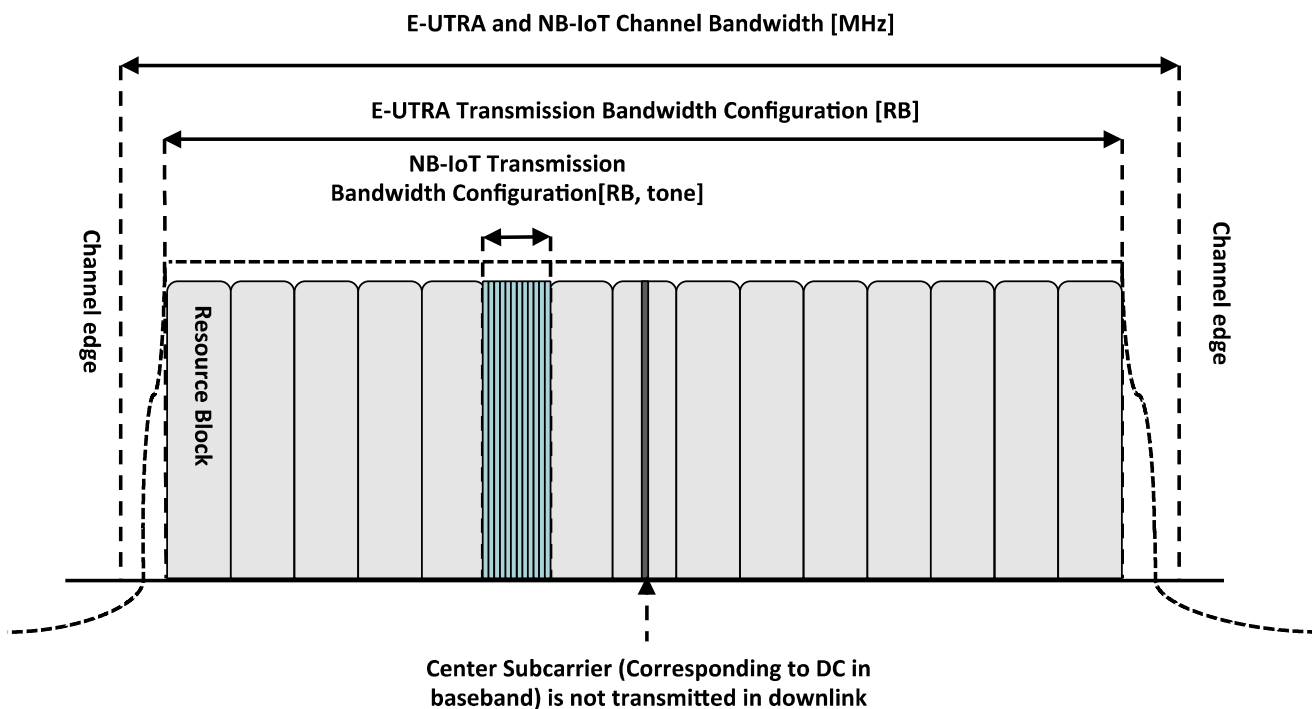 E-UTRA and NB-IoT Channel Bandwidth [MHz]
E-UTRA Transmission Bandwidth Configuration [RB]
NB-IoT Transmission
Bandwidth Configuration[RB, tone]
Channel edge
Channel edge
Resource Block
Center Subcarrier (Corresponding to DC in
baseband) is not transmitted in downlink